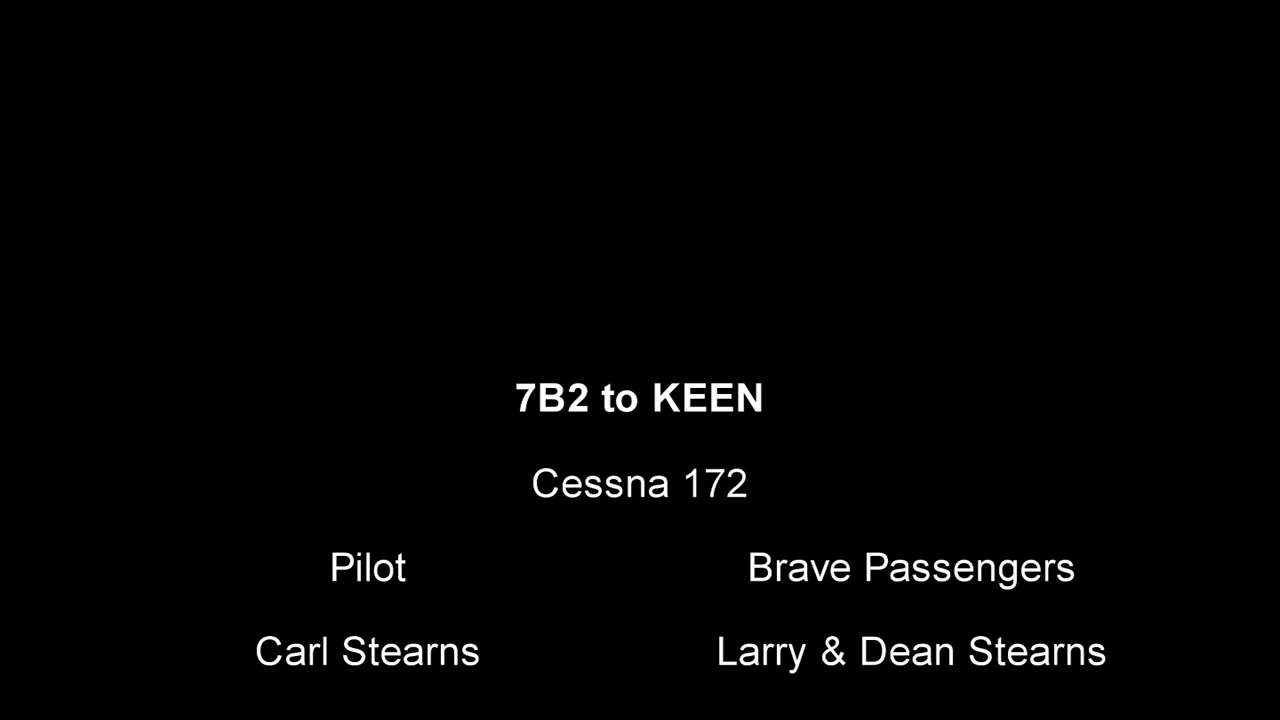 7B2 to KEEN
Cessna 172
Pilot Brave Passengers
Carl Stearns Larry & Dean Stearns